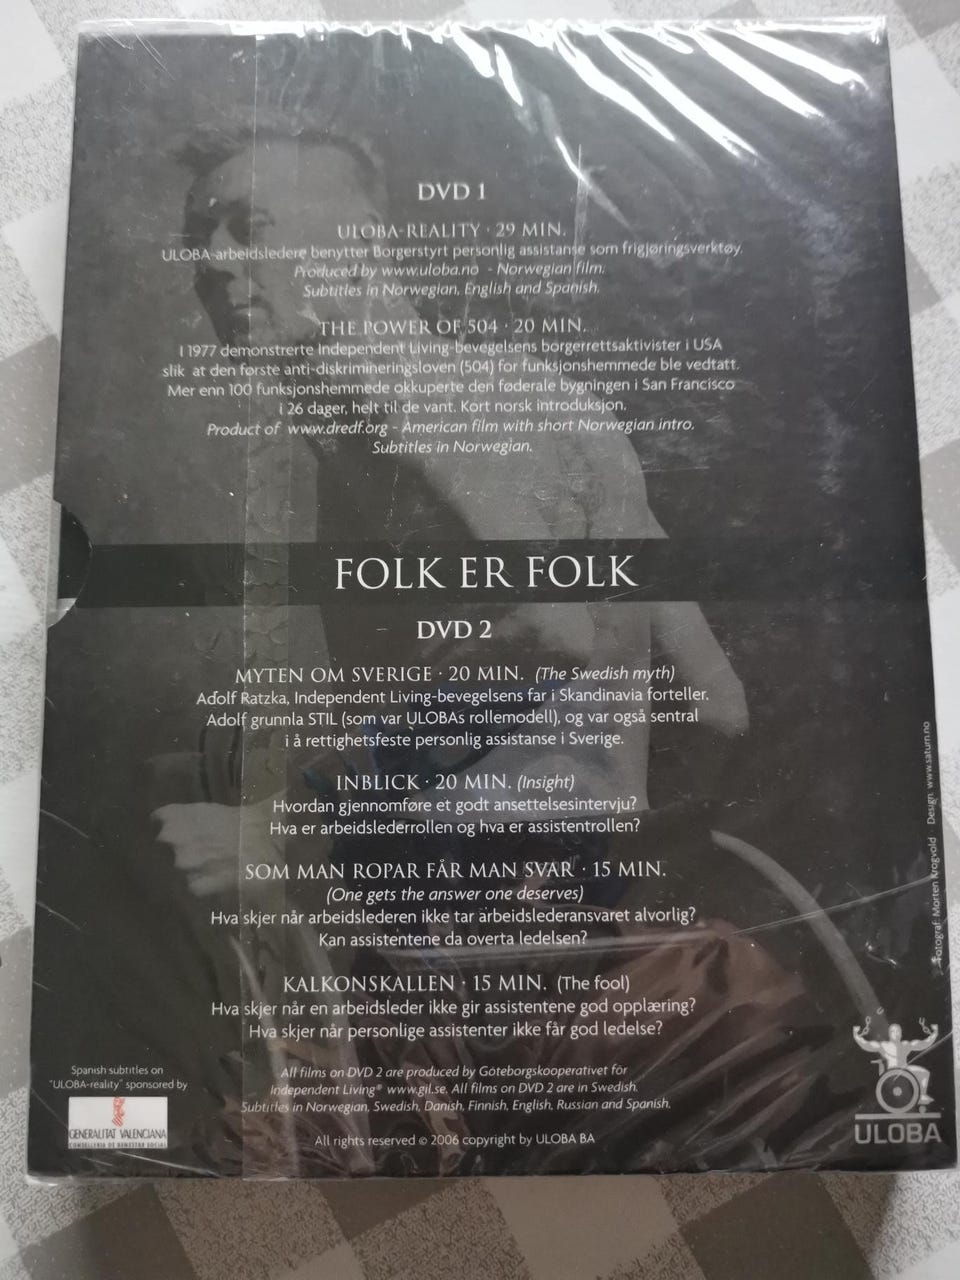 DVD 1
ULOBA-REALITY · 29 MIN.
ULOBA-arbeidsledere benytter Borgerstyrt personlig assistanse som frigjøringsverktøy.
Produced by www.uloba.no - Norwegian film.
Subtitles in Norwegian, English and Spanish.
THE POWER OF 504 · 20 MIN.
I 1977 demonstrerte Independent Living-bevegelsens borgerrettsaktivister i USA
slik at den første anti-diskrimineringsloven (504) for funksjonshemmede ble vedtatt.
Mer enn 100 funksjonshemmede okkuperte den føderale bygningen i San Francisco
i 26 dager, helt til de vant. Kort norsk introduksjon.
Product of www.dredf.org - American film with short Norwegian intro.
Subtitles in Norwegian.
FOLK ER FOLK
DVD 2
MYTEN OM SVERIGE · 20 MIN. (The Swedish myth)
Adolf Ratzka, Independent Living-bevegelsens far i Skandinavia forteller.
Adolf grunnla STIL (som var ULOBAs rollemodell), og var også sentral
i å rettighetsfeste personlig assistanse i Sverige.
INBLICK · 20 MIN. (Insight)
Hvordan gjennomføre et godt ansettelsesintervju?
Hva er arbeidslederrollen og hva er assistentrollen?
SOM MAN ROPAR FÅR MAN SVAR · 15 MIN.
(One gets the answer one deserves)
Hva skjer når arbeidslederen ikke tar arbeidslederansvaret alvorlig?
Kan assistentene da overta ledelsen?
KALKONSKALLEN · 15 MIN. (The fool)
Hva skjer når en arbeidsleder ikke gir assistentene god opplæring?
Hva skjer når personlige assistenter ikke får god ledelse?
All films on DVD 2 are produced by Göteborgskooperativet for
Independent Living® www.gil.se. All films on DVD 2 are in Swedish.
Subtitles in Norwegian, Swedish, Danish, Finnish, English, Russian and Spanish.
All rights reserved © 2006 copyright by ULOBA BA
Spanish subtitles on
"ULOBA-reality" sponsored by
GENERALITAT VALENCIANA
CONSELLERIA DE BENESTAR SOCIAL
Fotograf: Morten Krogvold Design: www.saturn.no
ULOBA